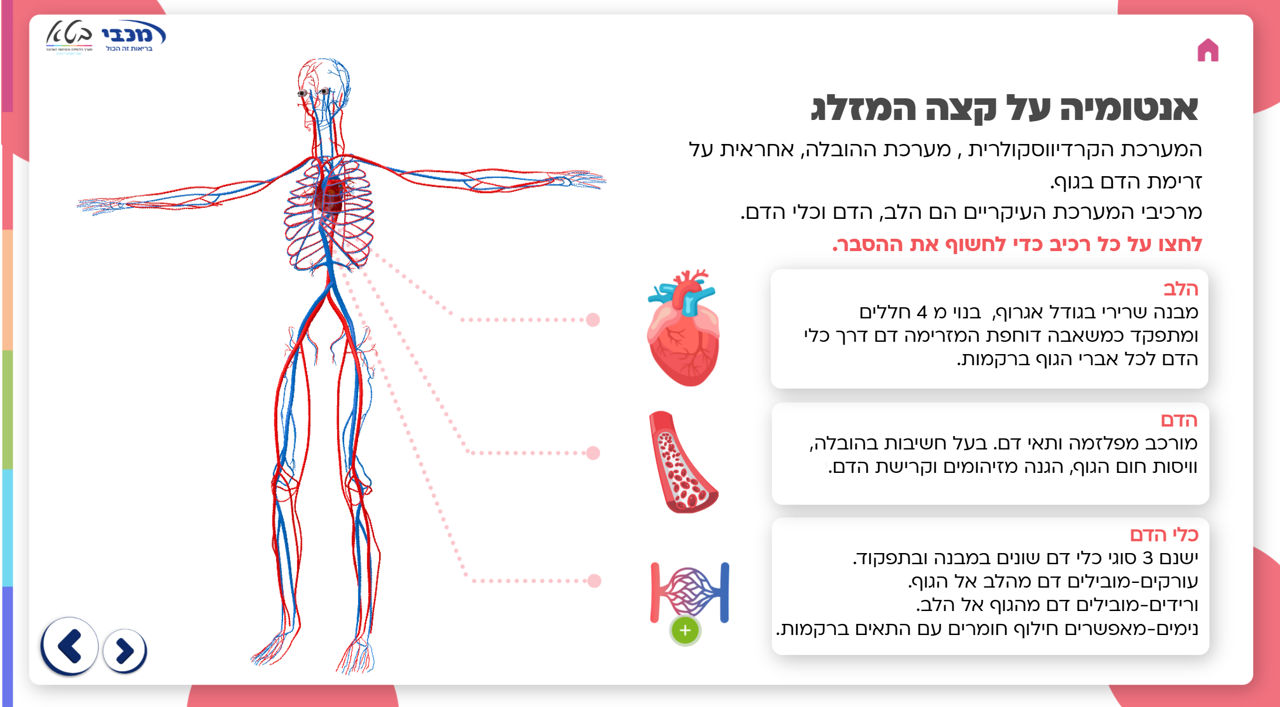 בטא
מכבי
בריאות זה הכול
אנטומיה על קצה המזלג
המערכת הקרדיווסקולרית , מערכת ההובלה, אחראית על
זרימת הדם בגוף.
מרכיבי המערכת העיקריים הם הלב, הדם וכלי הדם.
לחצו על כל רכיב כדי לחשוף את ההסבר.
הלב
מבנה שרירי בגודל אגרוף, בנוי מ 4 חללים
ומתפקד כמשאבה דוחפת המזרימה דם דרך כלי
הדם לכל אברי הגוף ברקמות.
הדם
מורכב מפלזמה ותאי דם. בעל חשיבות בהובלה,
וויסות חום הגוף, הגנה מזיהומים וקרישת הדם.
כלי הדם
ישנם 3 סוגי כלי דם שונים במבנה ובתפקוד.
עורקים-מובילים דם מהלב אל הגוף.
ורידים-מובילים דם מהגוף אל הלב.
נימים-מאפשרים חילוף חומרים עם התאים ברקמות.